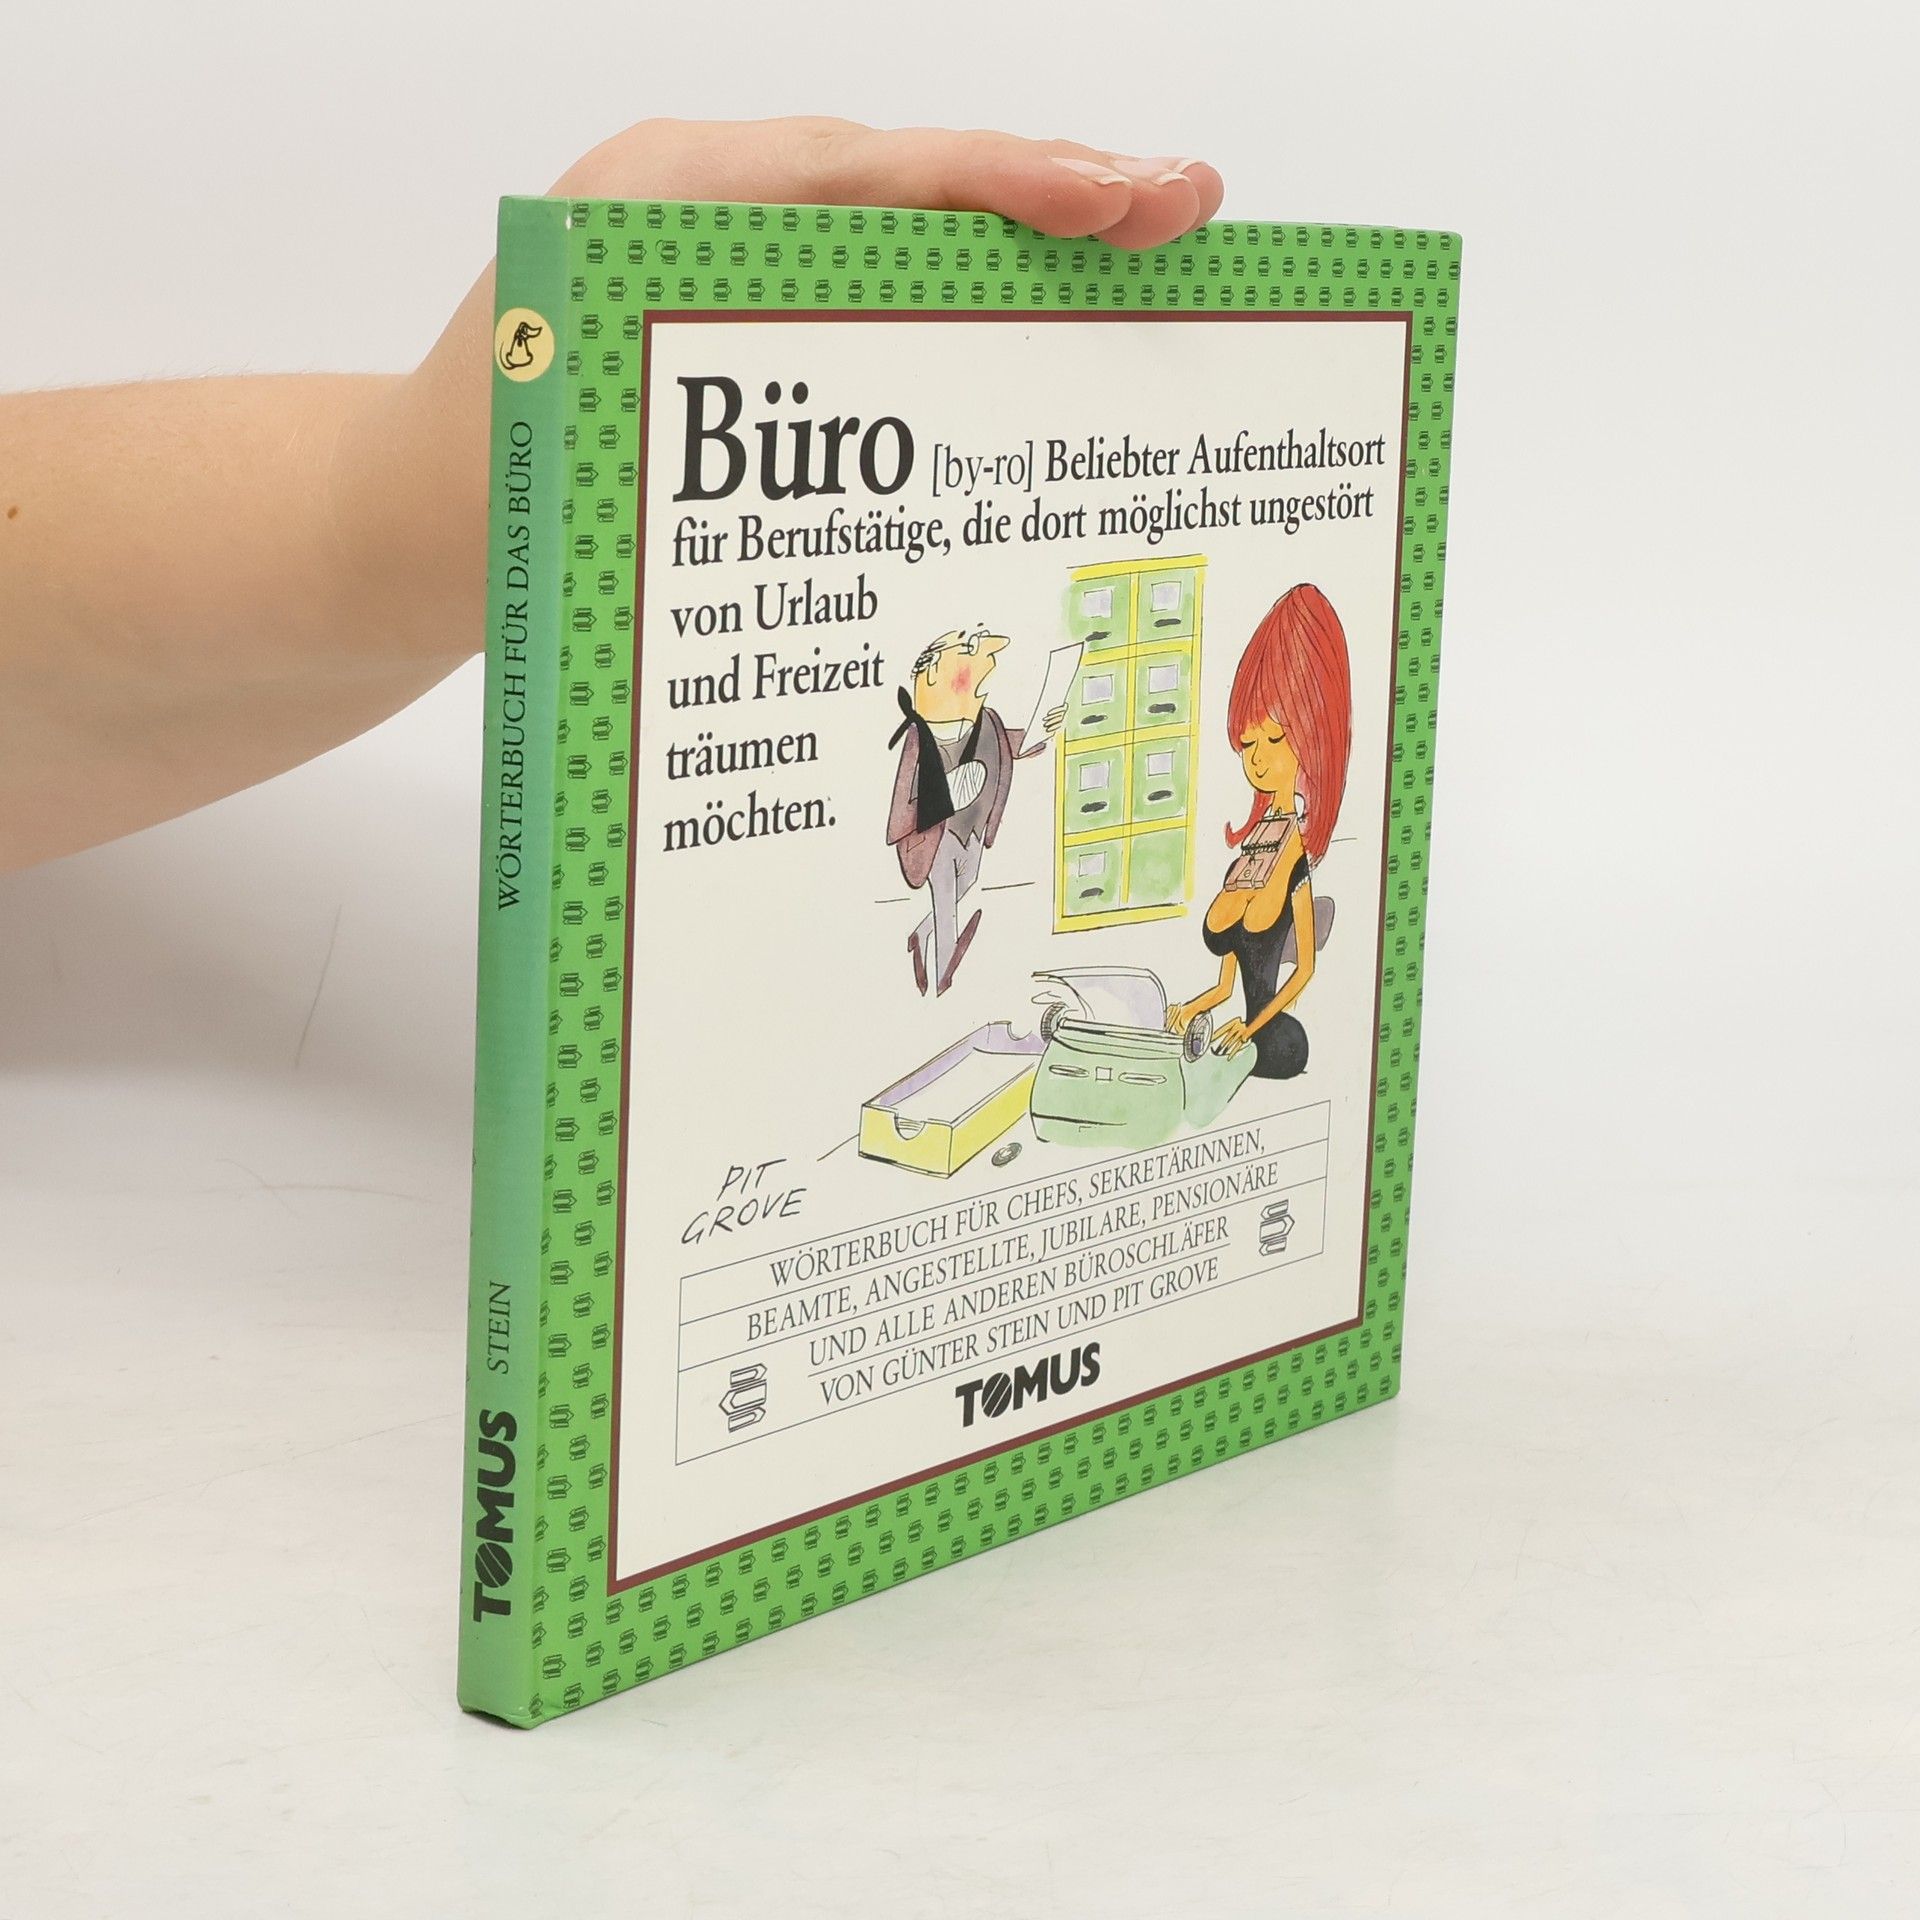 WÖRTERBUCH FÜR DAS BÜRO
STEIN
TOMUS
Büro [by-ro] Beliebter Aufenthaltsort
für Berufstätige, die dort möglichst ungestört
von Urlaub
und Freizeit
träumen
möchten.
PIT
GROVE
WÖRTERBUCH FÜR CHEFS, SEKRETÄRINNEN,
BEAMTE, ANGESTELLTE, JUBILARE, PENSIONÄRE
UND ALLE ANDEREN BÜROSCHLÄFER
VON GÜNTER STEIN UND PIT GROVE
TOMUS